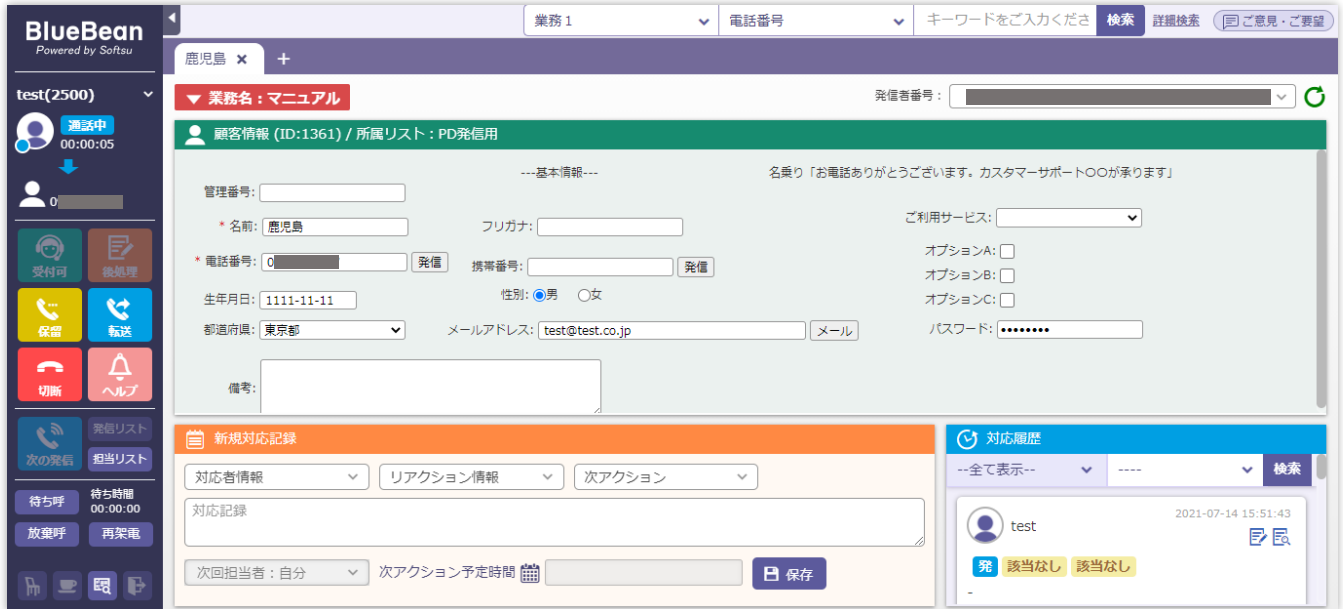 BlueBean
Powered by Softsu
test(2500)
通話中
00:00:05
0
受付可
後処理
保留
転送
切断
ヘルプ
次の発信
発信リスト
担当リスト
待ち呼
待ち時間
00:00:00
放棄呼
再架電
業務1
電話番号
キーワードをご入力くださ
検索
詳細検索
ご意見・ご要望
鹿児島 ×
+
▼ 業務名：マニュアル
発信者番号：
顧客情報 (ID:1361) / 所属リスト：PD発信用
---基本情報---
名乗り「お電話ありがとうございます。カスタマーサポート〇〇が承ります」
管理番号:
* 名前: 鹿児島
フリガナ:
ご利用サービス:
* 電話番号: 0
発信
携帯番号:
発信
オプションA:
オプションB:
オプションC:
生年月日: 1111-11-11
性別: 男 女
都道府県: 東京都
メールアドレス: test@test.co.jp
メール
パスワード: ••••••••
備考:
新規対応記録
対応者情報
リアクション情報
次アクション
対応記録
次回担当者：自分
次アクション予定時間
保存
対応履歴
--全て表示--
----
検索
test
2021-07-14 15:51:43
発 該当なし 該当なし
-